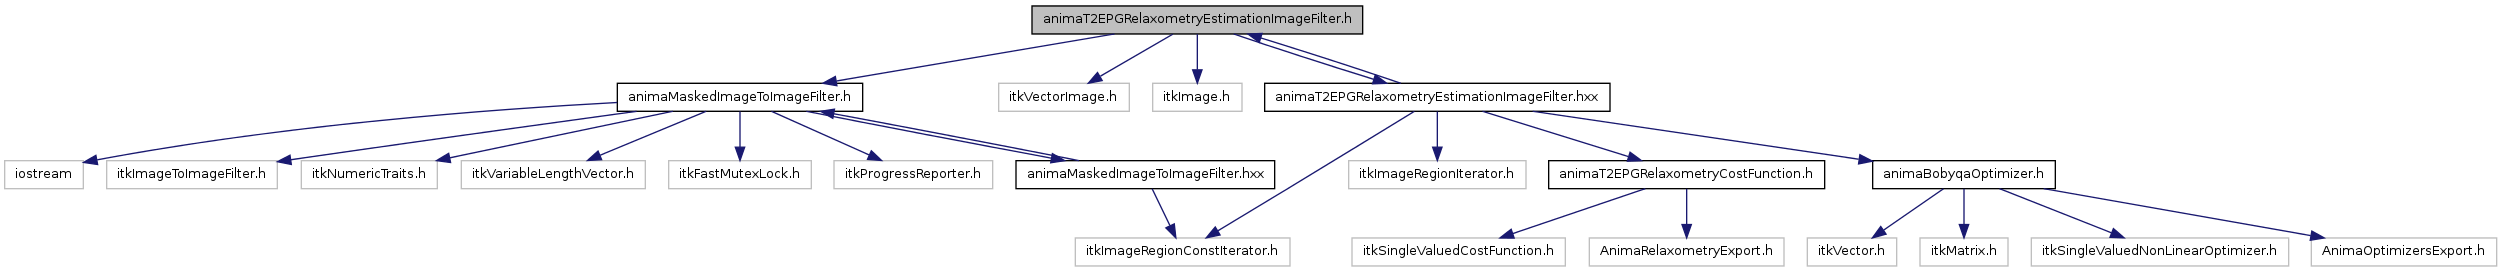 animaT2EPGRelaxometryEstimationImageFilter.h
animaMaskedImageToImageFilter.h
itkVectorImage.h
itkImage.h
animaT2EPGRelaxometryEstimationImageFilter.hxx
iostream
itkImageToImageFilter.h
itkNumericTraits.h
itkVariableLengthVector.h
itkFastMutexLock.h
itkProgressReporter.h
animaMaskedImageToImageFilter.hxx
itkImageRegionIterator.h
animaT2EPGRelaxometryCostFunction.h
animaBobyqaOptimizer.h
itkImageRegionConstIterator.h
itkSingleValuedCostFunction.h
AnimaRelaxometryExport.h
itkVector.h
itkMatrix.h
itkSingleValuedNonLinearOptimizer.h
AnimaOptimizersExport.h